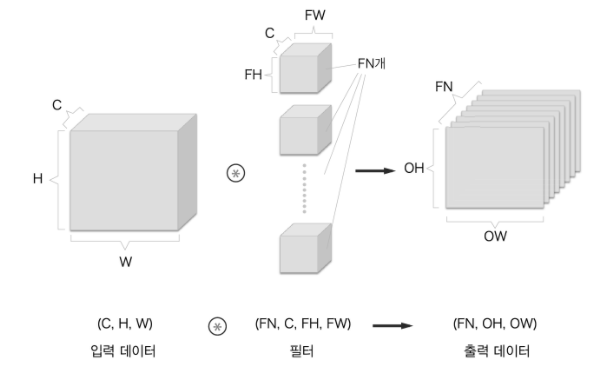 FW
C
FH
FN개
C
H
W
FN
OH
OW
(C, H, W) ⊛ (FN, C, FH, FW) → (FN, OH, OW)
입력 데이터 필터 출력 데이터